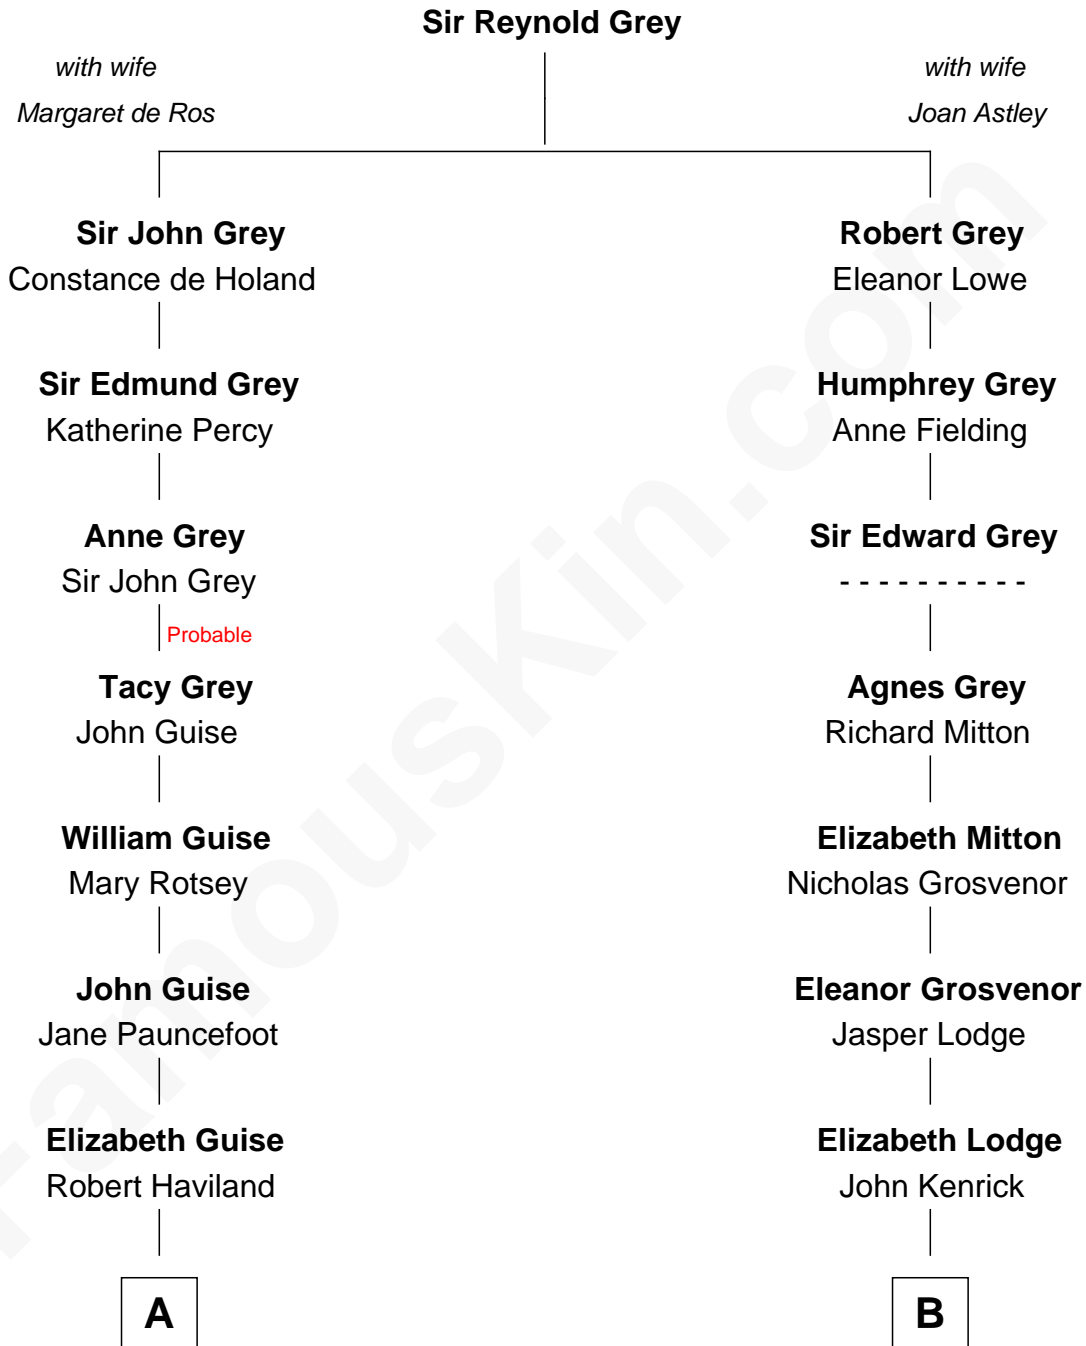 Sir Reynold Grey
with wife
Margaret de Ros
with wife
Joan Astley
Sir John Grey
Constance de Holand
Robert Grey
Eleanor Lowe
Sir Edmund Grey
Katherine Percy
Humphrey Grey
Anne Fielding
Anne Grey
Sir John Grey
Sir Edward Grey
- - - - - - - - - -
Probable
Tacy Grey
John Guise
Agnes Grey
Richard Mitton
William Guise
Mary Rotsey
Elizabeth Mitton
Nicholas Grosvenor
John Guise
Jane Pauncefoot
Eleanor Grosvenor
Jasper Lodge
Elizabeth Guise
Robert Haviland
Elizabeth Lodge
John Kenrick
A
B
FamousKin.com